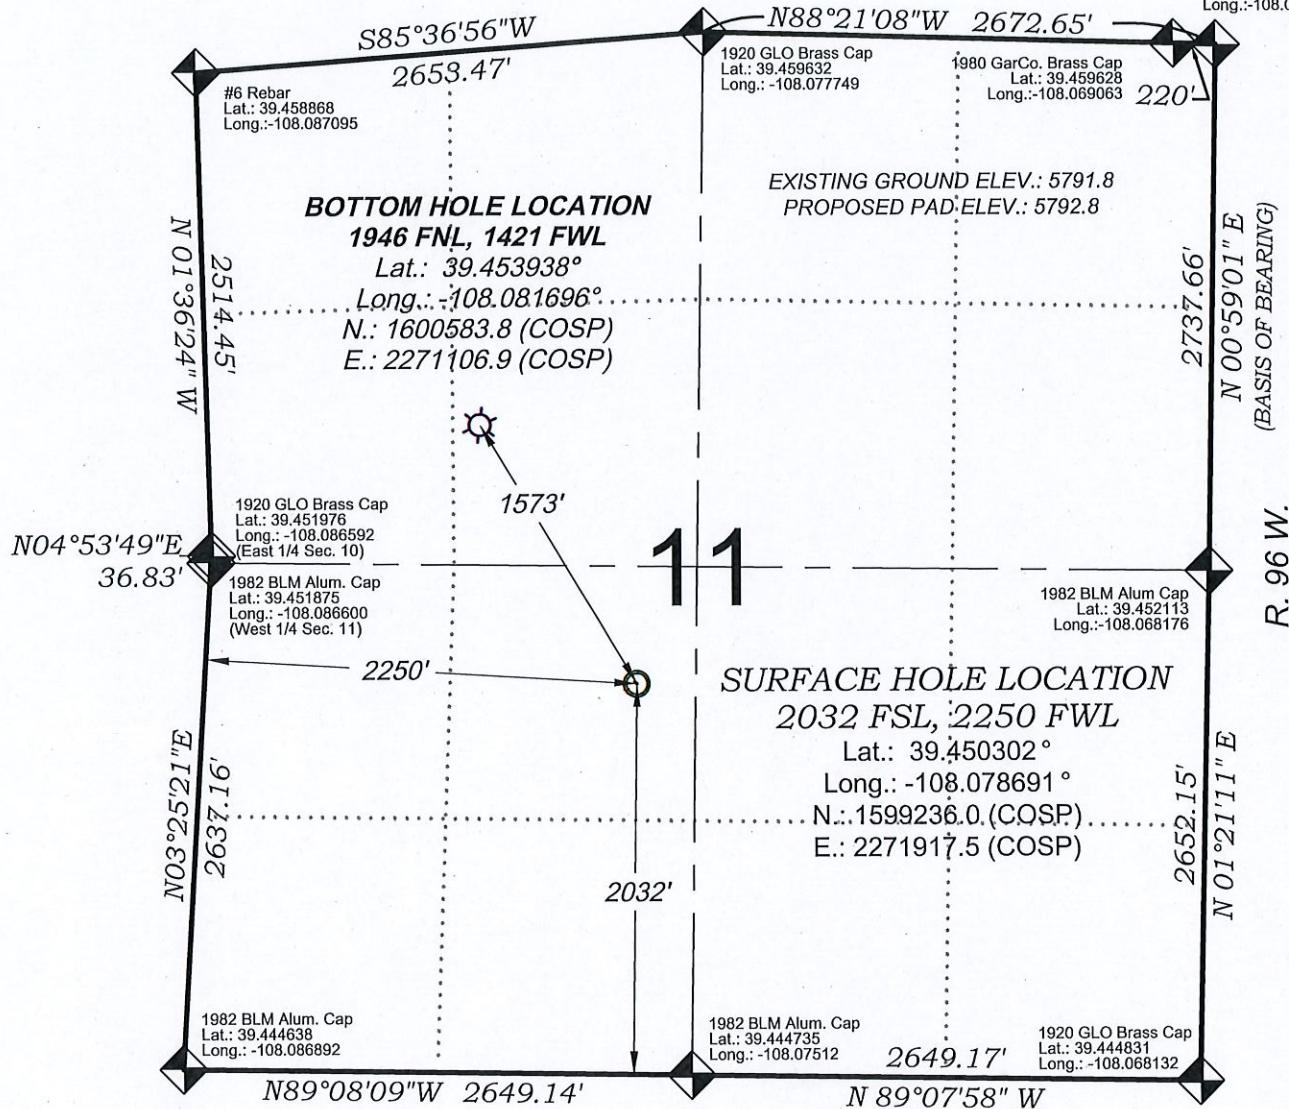 Long.:-108.0
S85°36'56"W
2653.47'
N88°21'08"W 2672.65'
1920 GLO Brass Cap
Lat.: 39.459632
Long.: -108.077749
1980 GarCo. Brass Cap
Lat.: 39.459628
Long.:-108.069063
220'
#6 Rebar
Lat.: 39.458868
Long.:-108.087095
EXISTING GROUND ELEV.: 5791.8
PROPOSED PAD ELEV.: 5792.8
BOTTOM HOLE LOCATION
1946 FNL, 1421 FWL
Lat.: 39.453938°
Long.: -108.081696°
N.: 1600583.8 (COSP)
E.: 2271106.9 (COSP)
N 01°36'24" W
2514.45'
2737.66'
N 00°59'01" E
(BASIS OF BEARING)
1573'
1920 GLO Brass Cap
Lat.: 39.451976
Long.: -108.086592
(East 1/4 Sec. 10)
N04°53'49"E
36.83'
1982 BLM Alum. Cap
Lat.: 39.451875
Long.: -108.086600
(West 1/4 Sec. 11)
11
1982 BLM Alum Cap
Lat.: 39.452113
Long.:-108.068176
R. 96 W.
2250'
SURFACE HOLE LOCATION
2032 FSL, 2250 FWL
Lat.: 39.450302°
Long.: -108.078691°
N.: 1599236.0 (COSP)
E.: 2271917.5 (COSP)
N03°25'21"E
2637.16'
2652.15'
N 01°21'11" E
2032'
1982 BLM Alum. Cap
Lat.: 39.444638
Long.: -108.086892
1982 BLM Alum. Cap
Lat.: 39.444735
Long.: -108.07512
1920 GLO Brass Cap
Lat.: 39.444831
Long.: -108.068132
2649.17'
N89°08'09"W 2649.14'
N 89°07'58" W